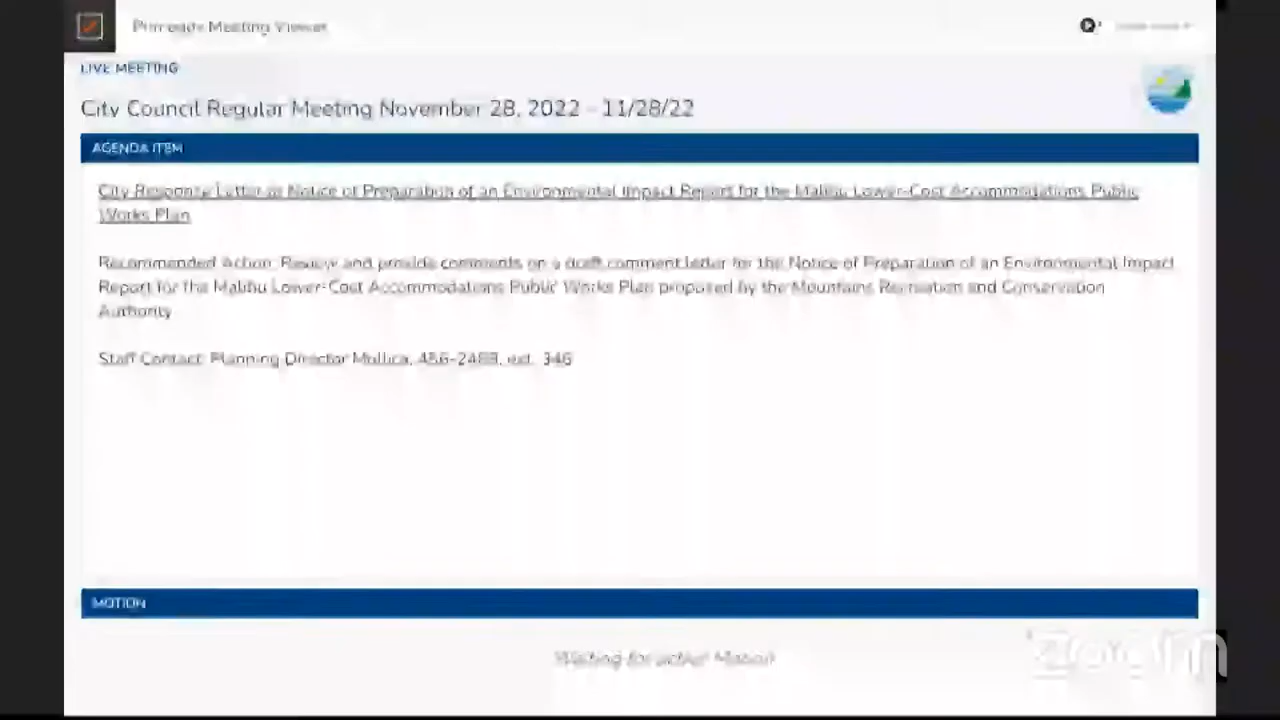 Primegov Meeting Viewer
LIVE MEETING
City Council Regular Meeting November 28, 2022 - 11/28/22
AGENDA ITEM
City Response Letter to Notice of Preparation of an Environmental Impact Report for the Malibu Lower-Cost Accommodations Public
Works Plan
Recommended Action: Review and provide comments on a draft comment letter for the Notice of Preparation of an Environmental Impact
Report for the Malibu Lower-Cost Accommodations Public Works Plan proposed by the Mountains Recreation and Conservation
Authority
Staff Contact: Planning Director Mollica, 456-2489, ext. 346
MOTION
Waiting for active Motion
zoom